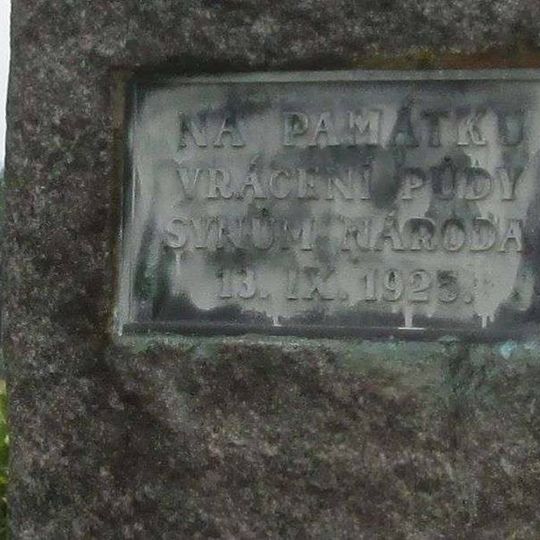 NA PAMÁTKU
VRÁCENÍ PŮDY
SYNŮM NÁRODA
13. IX. 1925.